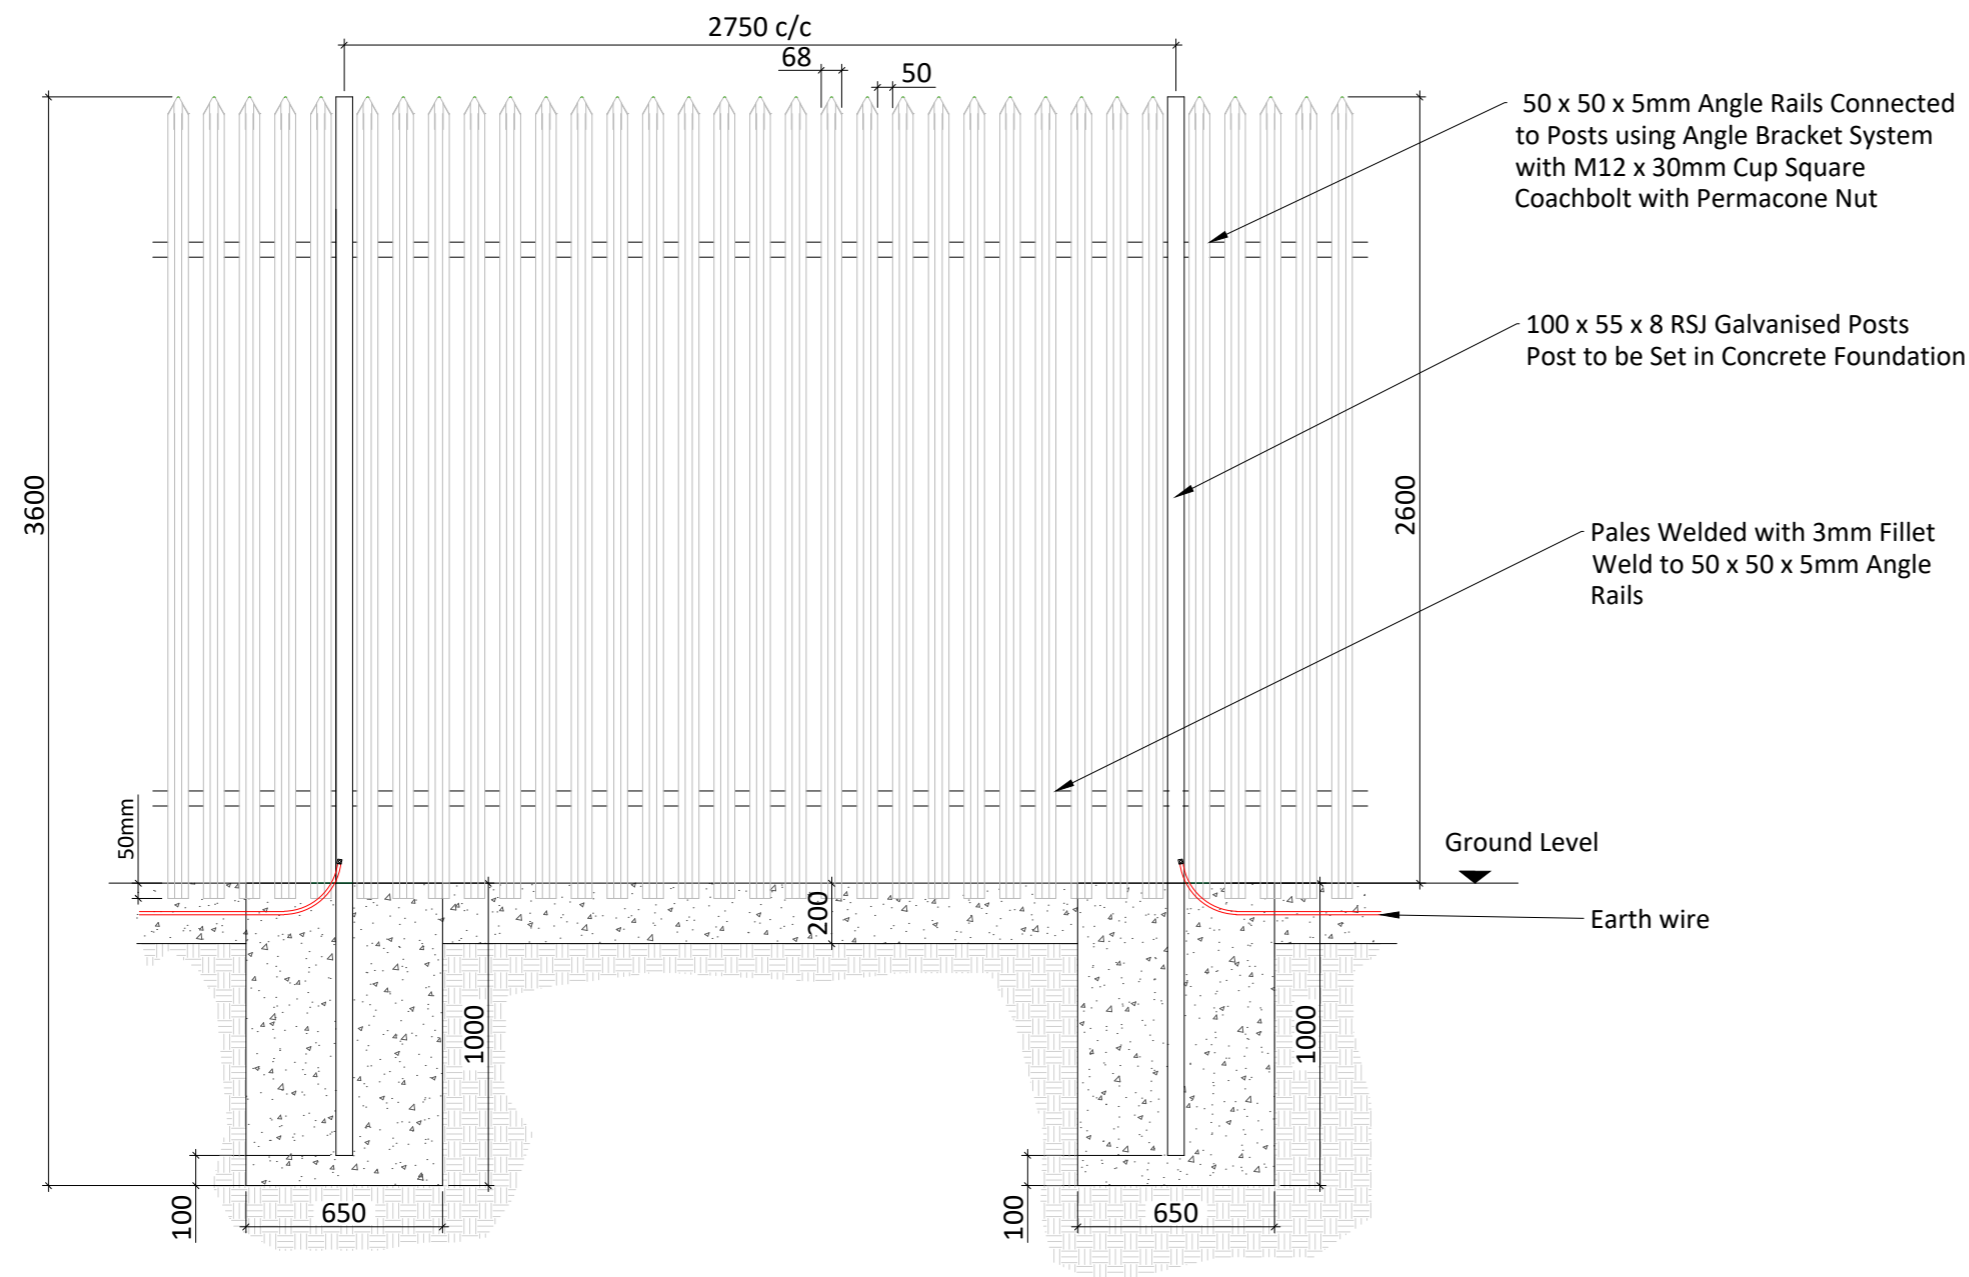 2750 c/c
68
50
50 x 50 x 5mm Angle Rails Connected
to Posts using Angle Bracket System
with M12 x 30mm Cup Square
Coachbolt with Permacone Nut
100 x 55 x 8 RSJ Galvanised Posts
Post to be Set in Concrete Foundation
3600
2600
Pales Welded with 3mm Fillet
Weld to 50 x 50 x 5mm Angle
Rails
50mm
Ground Level
200
Earth wire
1000
1000
100
650
100
650